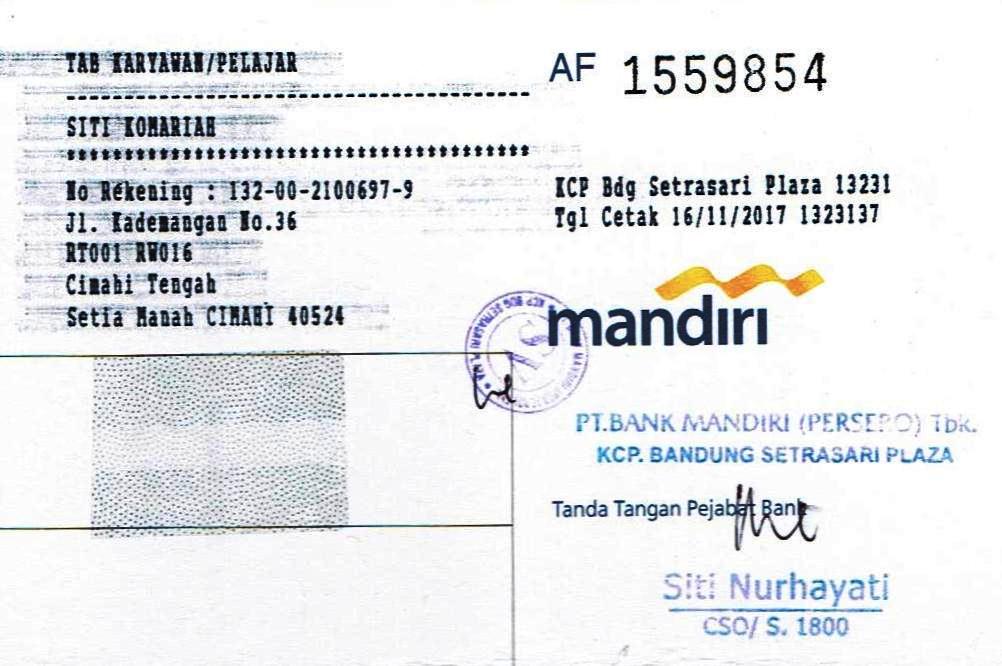 TAB KARYAWAN/PELAJAR
AF 1559854
SITI KOMARIAH
No Rekening : 132-00-2100697-9
Jl. Kademangan No.36
RT001 RW016
Cimahi Tengah
Setia Manah CIMAHI 40524
KCP Bdg Setrasari Plaza 13231
Tgl Cetak 16/11/2017 1323137
mandiri
PT.BANK MANDIRI (PERSERO) Tbk.
KCP. BANDUNG SETRASARI PLAZA
Tanda Tangan Pejabat Bank
Siti Nurhayati
CSO/ S. 1800